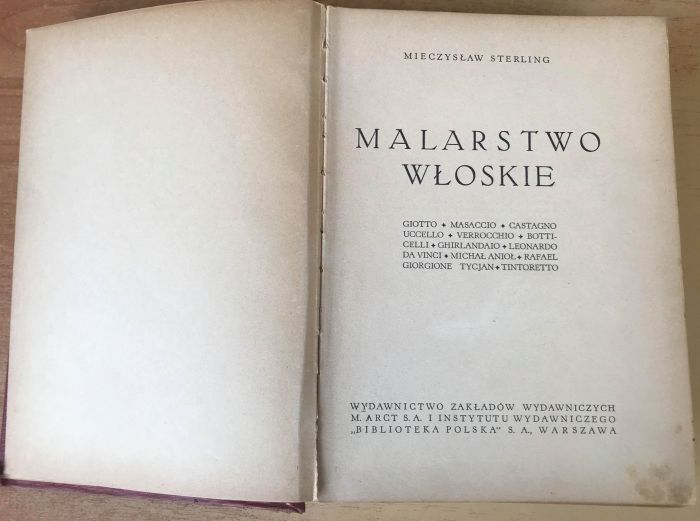 MIECZYSŁAW STERLING
MALARSTWO
WŁOSKIE
GIOTTO ✦ MASACCIO ✦ CASTAGNO
UCCELLO ✦ VERROCCHIO ✦ BOTTI-
CELLI ✦ GHIRLANDAIO ✦ LEONARDO
DA VINCI ✦ MICHAŁ ANIOŁ ✦ RAFAEL
GIORGIONE TYCJAN ✦ TINTORETTO
WYDAWNICTWO ZAKŁADÓW WYDAWNICZYCH
M. ARCT S. A. I INSTYTUTU WYDAWNICZEGO
„BIBLIOTEKA POLSKA" S. A., WARSZAWA